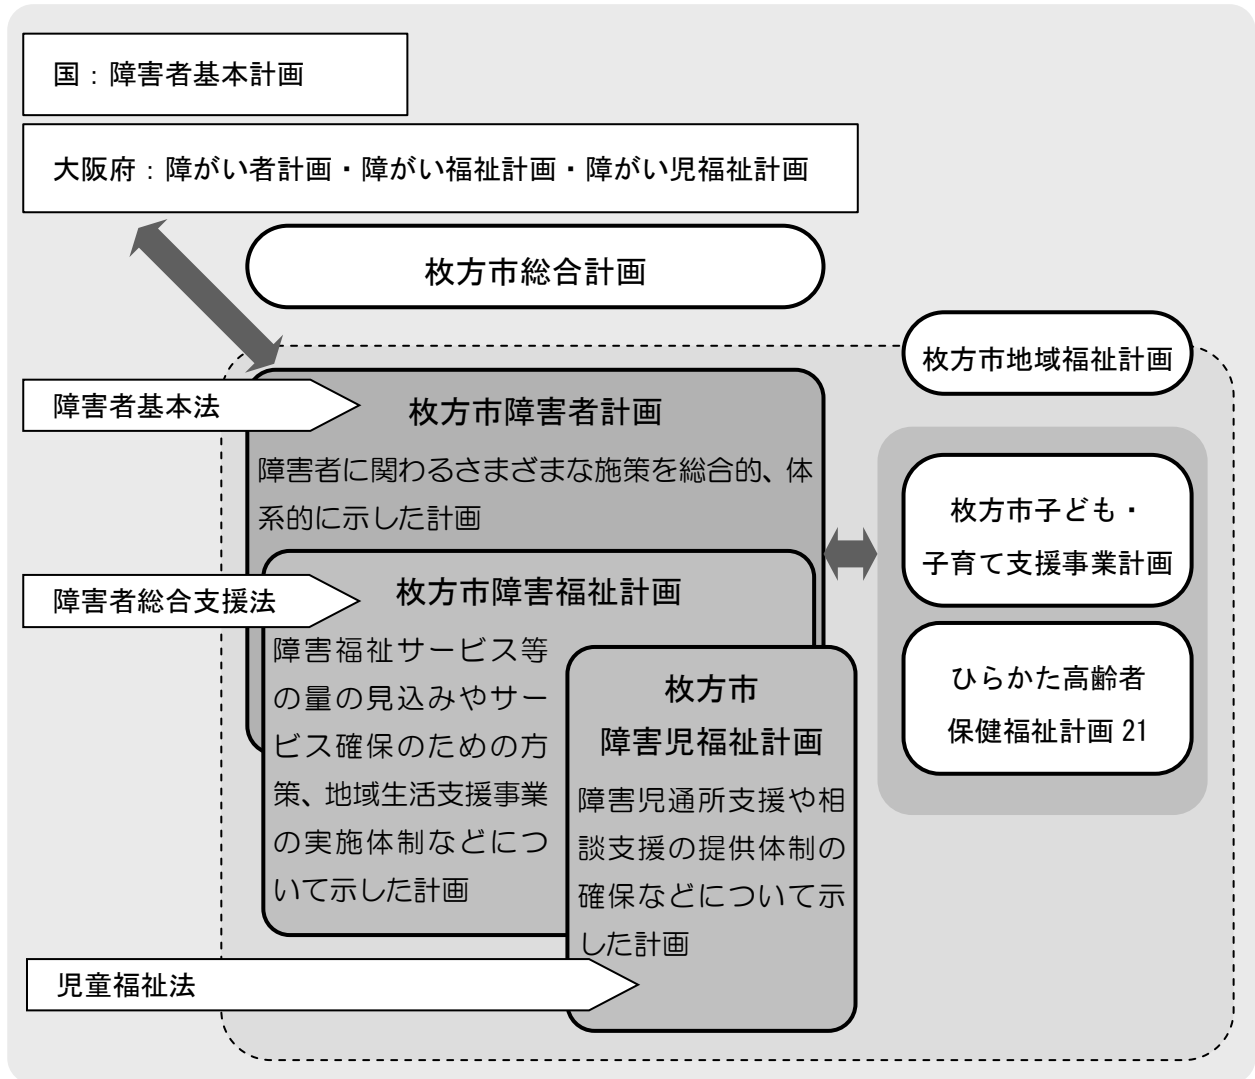 国：障害者基本計画
大阪府：障がい者計画・障がい福祉計画・障がい児福祉計画
枚方市総合計画
枚方市地域福祉計画
障害者基本法
枚方市障害者計画
障害者に関わるさまざまな施策を総合的、体
系的に示した計画
障害者総合支援法
枚方市障害福祉計画
障害福祉サービス等
の量の見込みやサー
ビス確保のための方
策、地域生活支援事業
の実施体制などにつ
いて示した計画
枚方市
障害児福祉計画
障害児通所支援や相
談支援の提供体制の
確保などについて示
した計画
児童福祉法
枚方市子ども・
子育て支援事業計画
ひらかた高齢者
保健福祉計画 21